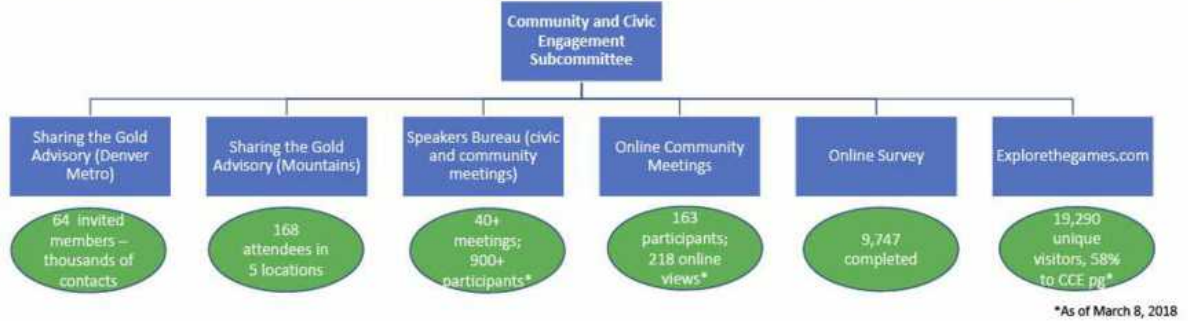 Community and Civic
Engagement
Subcommittee
Sharing the Gold
Advisory (Denver
Metro)
Sharing the Gold
Advisory (Mountains)
Speakers Bureau (civic
and community
meetings)
Online Community
Meetings
Online Survey
Explorethegames.com
64 invited
members –
thousands of
contacts
168
attendees in
5 locations
40+
meetings;
900+
participants*
163
participants;
218 online
views*
9,747
completed
19,290
unique
visitors, 58%
to CCE pg*
*As of March 8, 2018